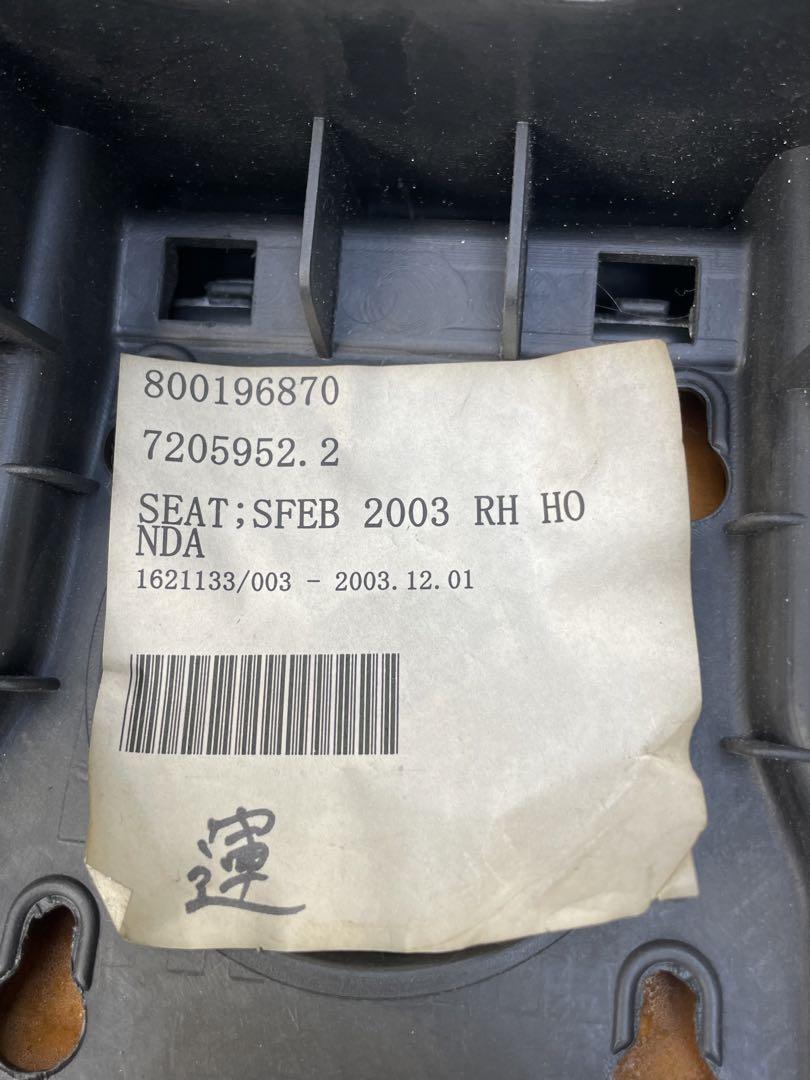 800196870
7205952.2
SEAT;SFEB 2003 RH HO
NDA
1621133/003 - 2003.12.01
運